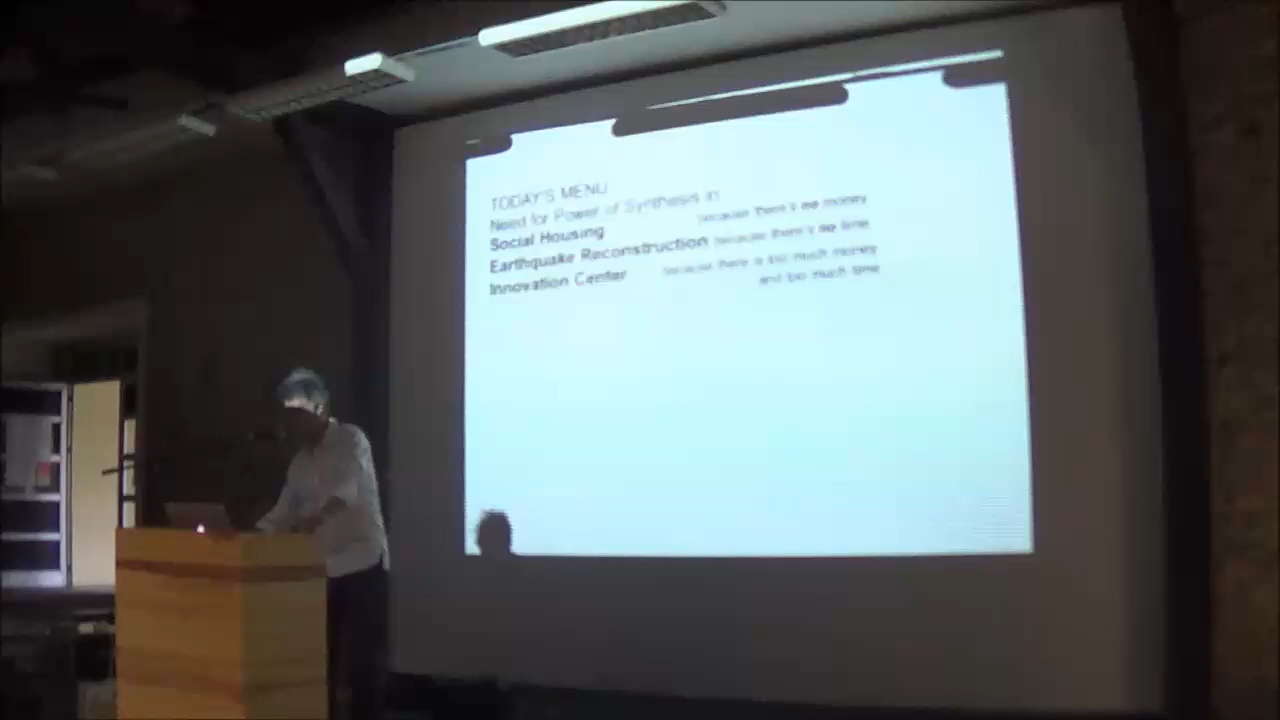 TODAY'S MENU
Need for Power of Synthesis in
Social Housing because there's no money
Earthquake Reconstruction because there's no time
Innovation Center because there is too much money
and too much time